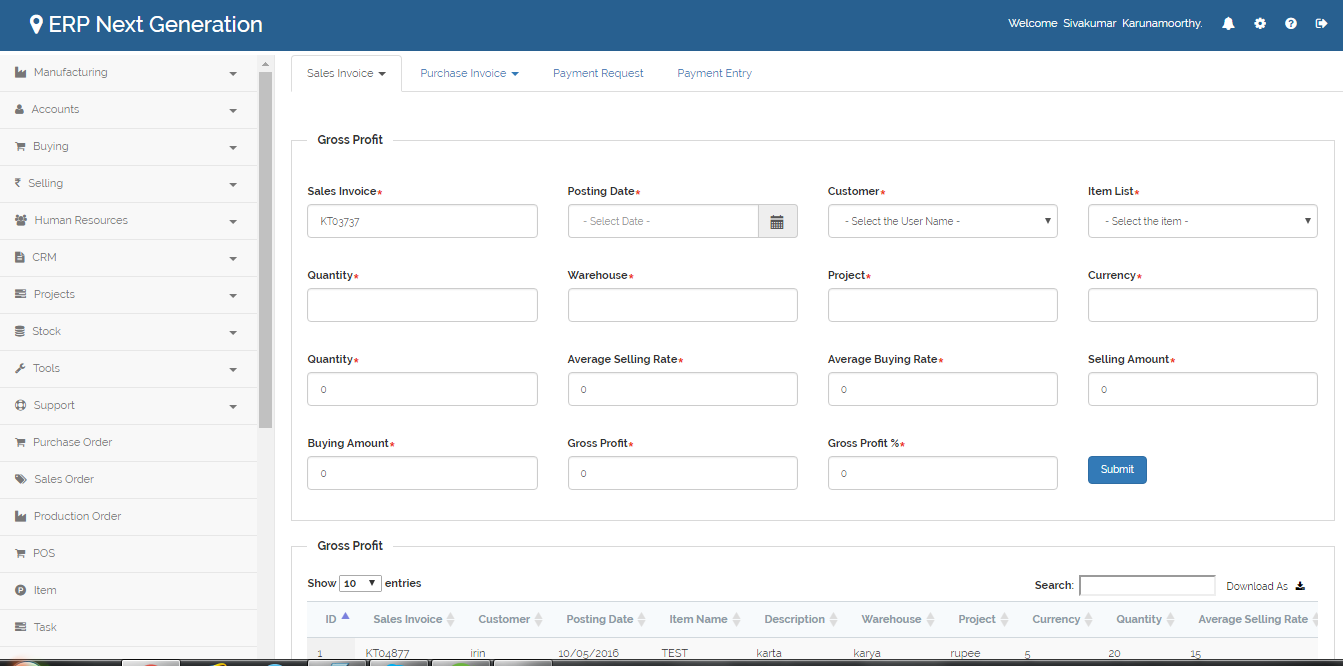 ERP Next Generation
Welcome Sivakumar Karunamoorthy.
Manufacturing
Accounts
Buying
Selling
Human Resources
CRM
Projects
Stock
Tools
Support
Purchase Order
Sales Order
Production Order
POS
Item
Task
Sales Invoice Purchase Invoice Payment Request Payment Entry
Gross Profit
Sales Invoice* Posting Date* Customer* Item List*
KT03737 - Select Date - - Select the User Name - - Select the item -
Quantity* Warehouse* Project* Currency*
Quantity* Average Selling Rate* Average Buying Rate* Selling Amount*
0 0 0 0
Buying Amount* Gross Profit* Gross Profit %*
0 0 0 Submit
Gross Profit
Show 10 entries Search: Download As
ID Sales Invoice Customer Posting Date Item Name Description Warehouse Project Currency Quantity Average Selling Rate
1 KT04877 irin 10/05/2016 TEST karta karya rupee 5 20 15